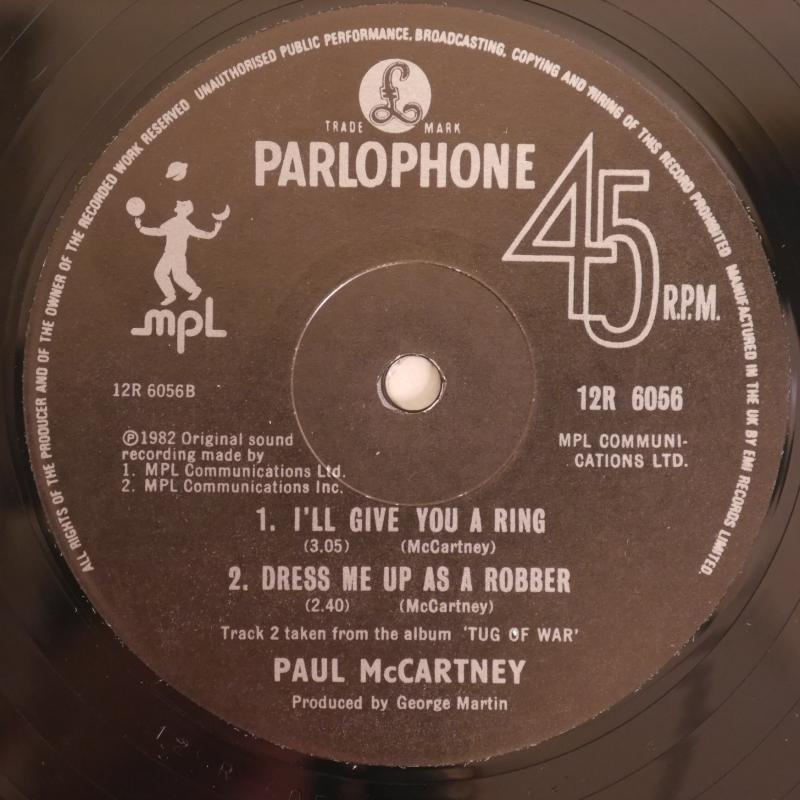 ALL RIGHTS OF THE PRODUCER AND OF THE OWNER OF THE RECORDED WORK RESERVED UNAUTHORISED PUBLIC PERFORMANCE, BROADCASTING, COPYING AND HIRING OF THIS RECORD PROHIBITED MANUFACTURED IN THE UK BY EMI RECORDS LIMITED.
£
TRADE MARK
PARLOPHONE
45 R.P.M.
mpL
12R 6056B
12R 6056
℗1982 Original sound
recording made by
1. MPL Communications Ltd.
2. MPL Communications Inc.
MPL COMMUNI-
CATIONS LTD.
1. I'LL GIVE YOU A RING
(3.05) (McCartney)
2. DRESS ME UP AS A ROBBER
(2.40) (McCartney)
Track 2 taken from the album 'TUG OF WAR'
PAUL McCARTNEY
Produced by George Martin